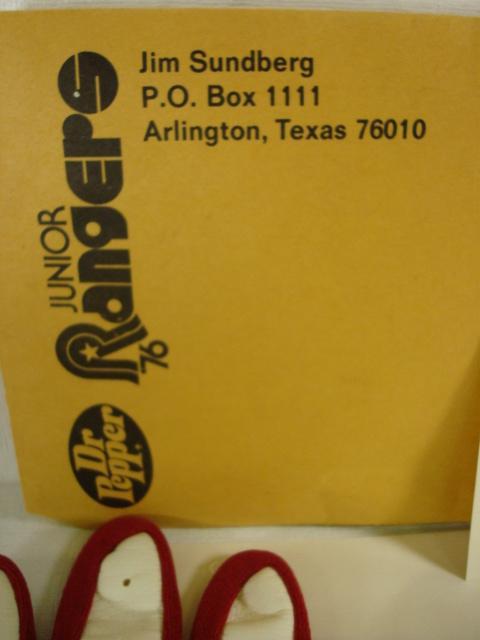 Jim Sundberg
P.O. Box 1111
Arlington, Texas 76010
JUNIOR
Rangers
'76
Dr
Pepper